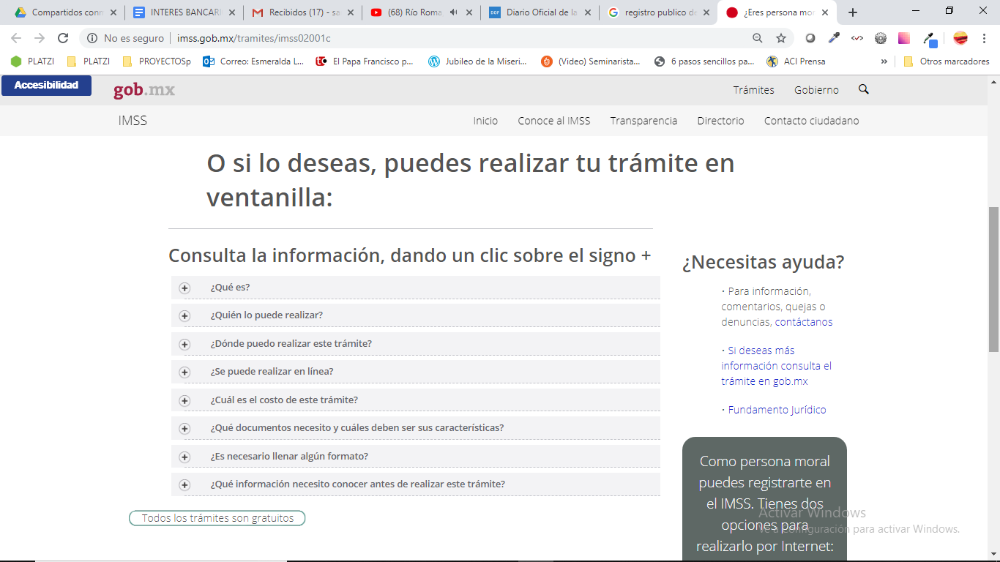 Compartidos conm
INTERES BANCARI
Recibidos (17) - sa
(68) Río Roma,
Diario Oficial de la
registro publico de
¿Eres persona mor
No es seguro | imss.gob.mx/tramites/imss02001c
PLATZI
PLATZI
PROYECTOSp
Correo: Esmeralda L...
El Papa Francisco p...
Jubileo de la Miseri...
(Video) Seminarista...
6 pasos sencillos pa...
ACI Prensa
»
Otros marcadores
Accesibilidad
gob.mx
Trámites
Gobierno
IMSS
Inicio
Conoce al IMSS
Transparencia
Directorio
Contacto ciudadano
O si lo deseas, puedes realizar tu trámite en
ventanilla:
Consulta la información, dando un clic sobre el signo +
¿Qué es?
¿Quién lo puede realizar?
¿Dónde puedo realizar este trámite?
¿Se puede realizar en línea?
¿Cuál es el costo de este trámite?
¿Qué documentos necesito y cuáles deben ser sus características?
¿Es necesario llenar algún formato?
¿Qué información necesito conocer antes de realizar este trámite?
Todos los trámites son gratuitos
¿Necesitas ayuda?
· Para información,
comentarios, quejas o
denuncias, contáctanos
· Si deseas más
información consulta el
trámite en gob.mx
· Fundamento Jurídico
Como persona moral
puedes registrarte en
el IMSS. Tienes dos
opciones para
realizarlo por Internet:
Activar Windows
Ve a Configuración para activar Windows.